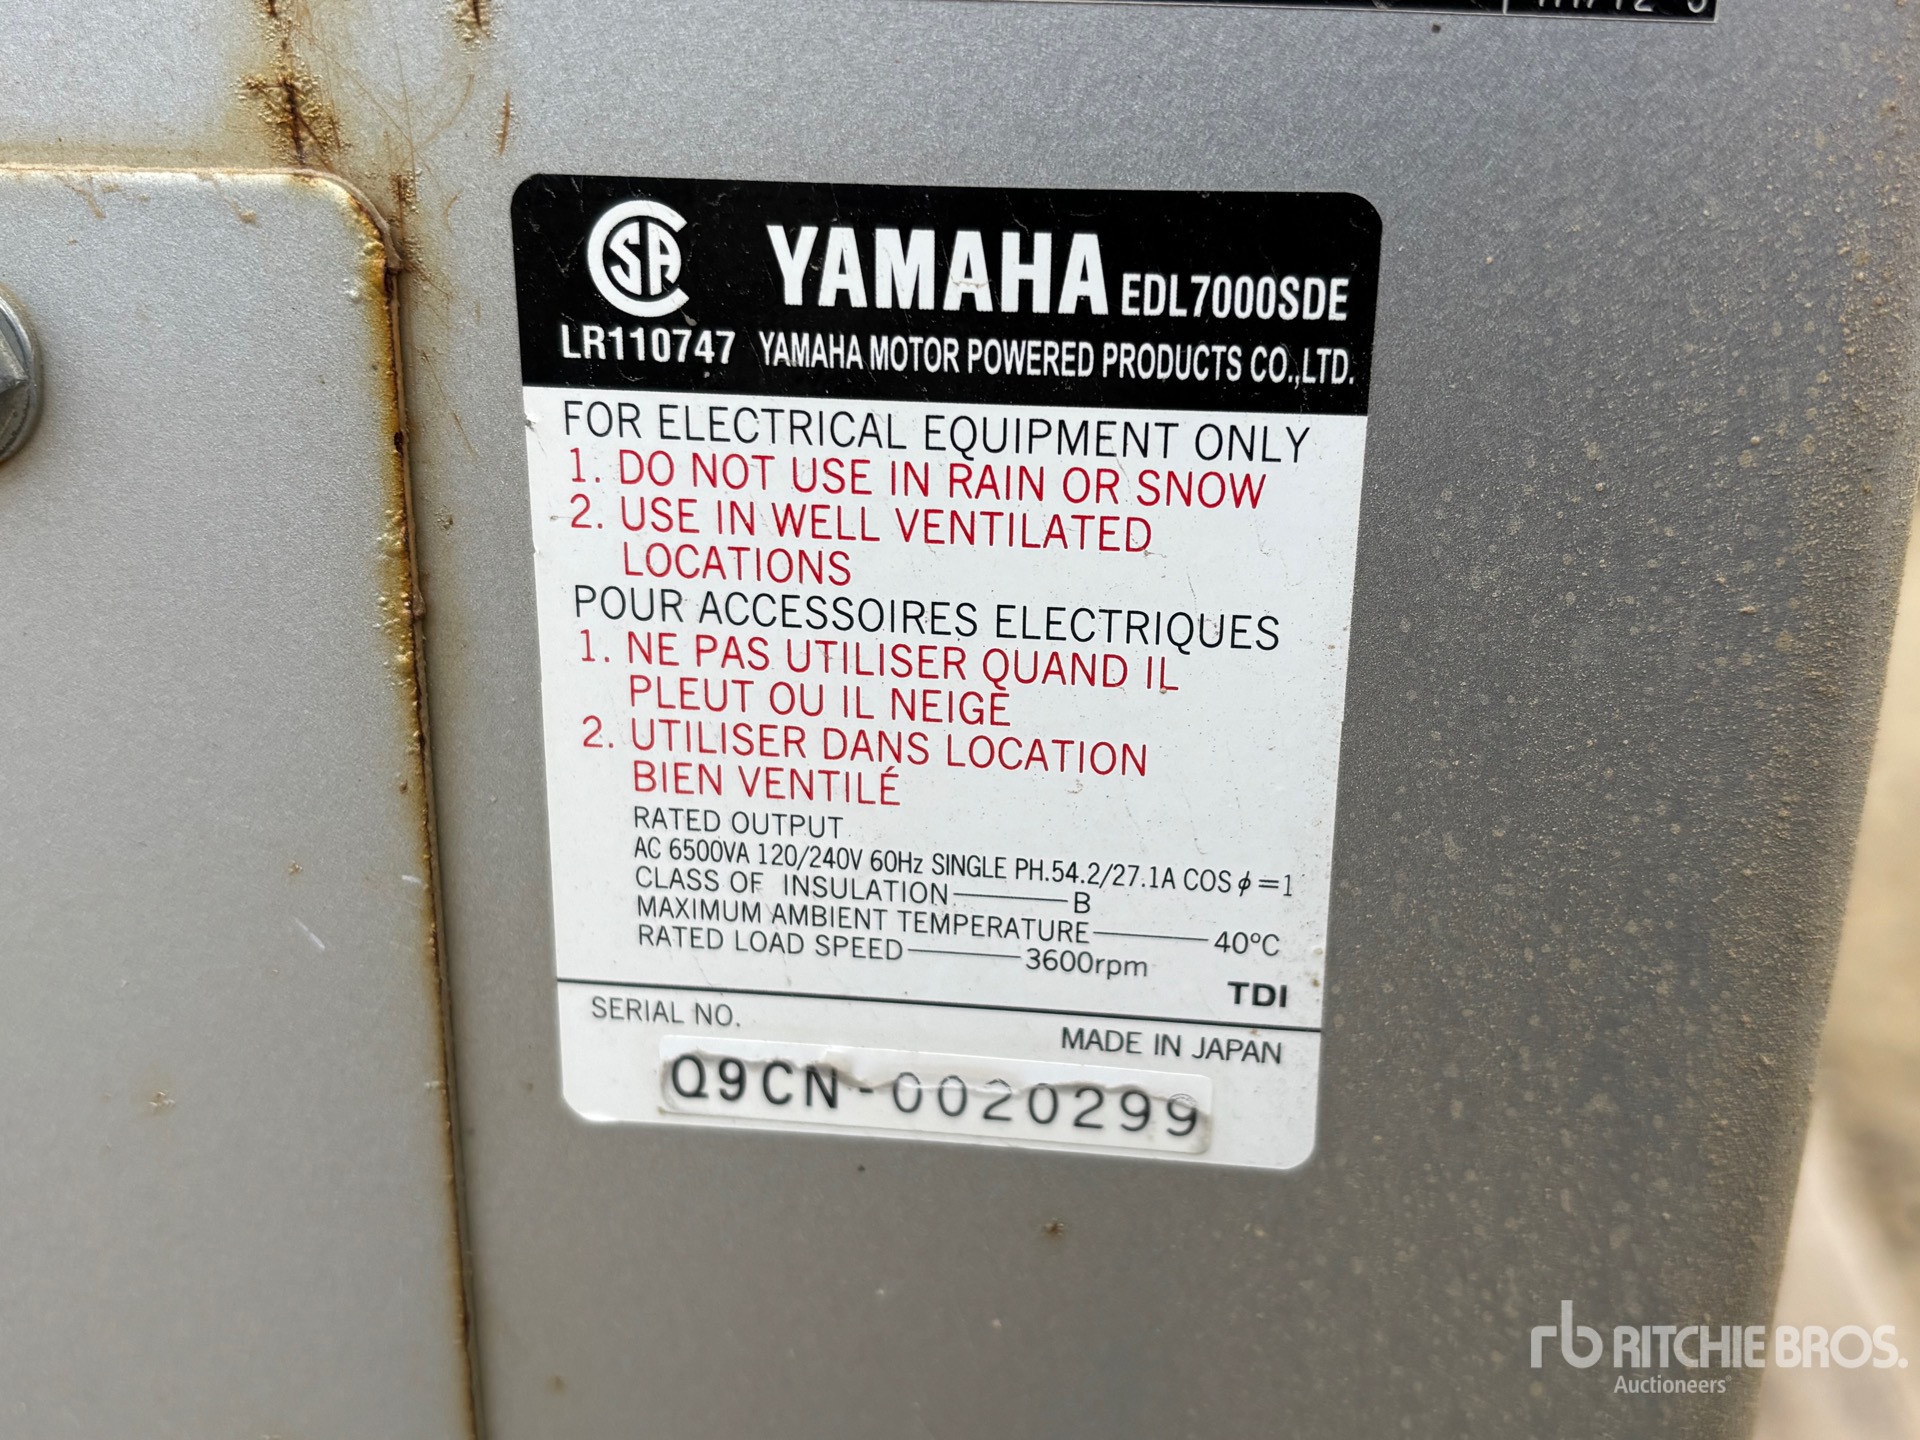 CSA
YAMAHA EDL7000SDE
LR110747 YAMAHA MOTOR POWERED PRODUCTS CO.,LTD.
FOR ELECTRICAL EQUIPMENT ONLY
1. DO NOT USE IN RAIN OR SNOW
2. USE IN WELL VENTILATED
LOCATIONS
POUR ACCESSOIRES ELECTRIQUES
1. NE PAS UTILISER QUAND IL
PLEUT OU IL NEIGE
2. UTILISER DANS LOCATION
BIEN VENTILÉ
RATED OUTPUT
AC 6500VA 120/240V 60Hz SINGLE PH.54.2/27.1A COS ϕ=1
CLASS OF INSULATION — B
MAXIMUM AMBIENT TEMPERATURE — 40°C
RATED LOAD SPEED — 3600rpm
TDI
SERIAL NO.
MADE IN JAPAN
Q9CN-0020299
rb RITCHIE BROS.
Auctioneers